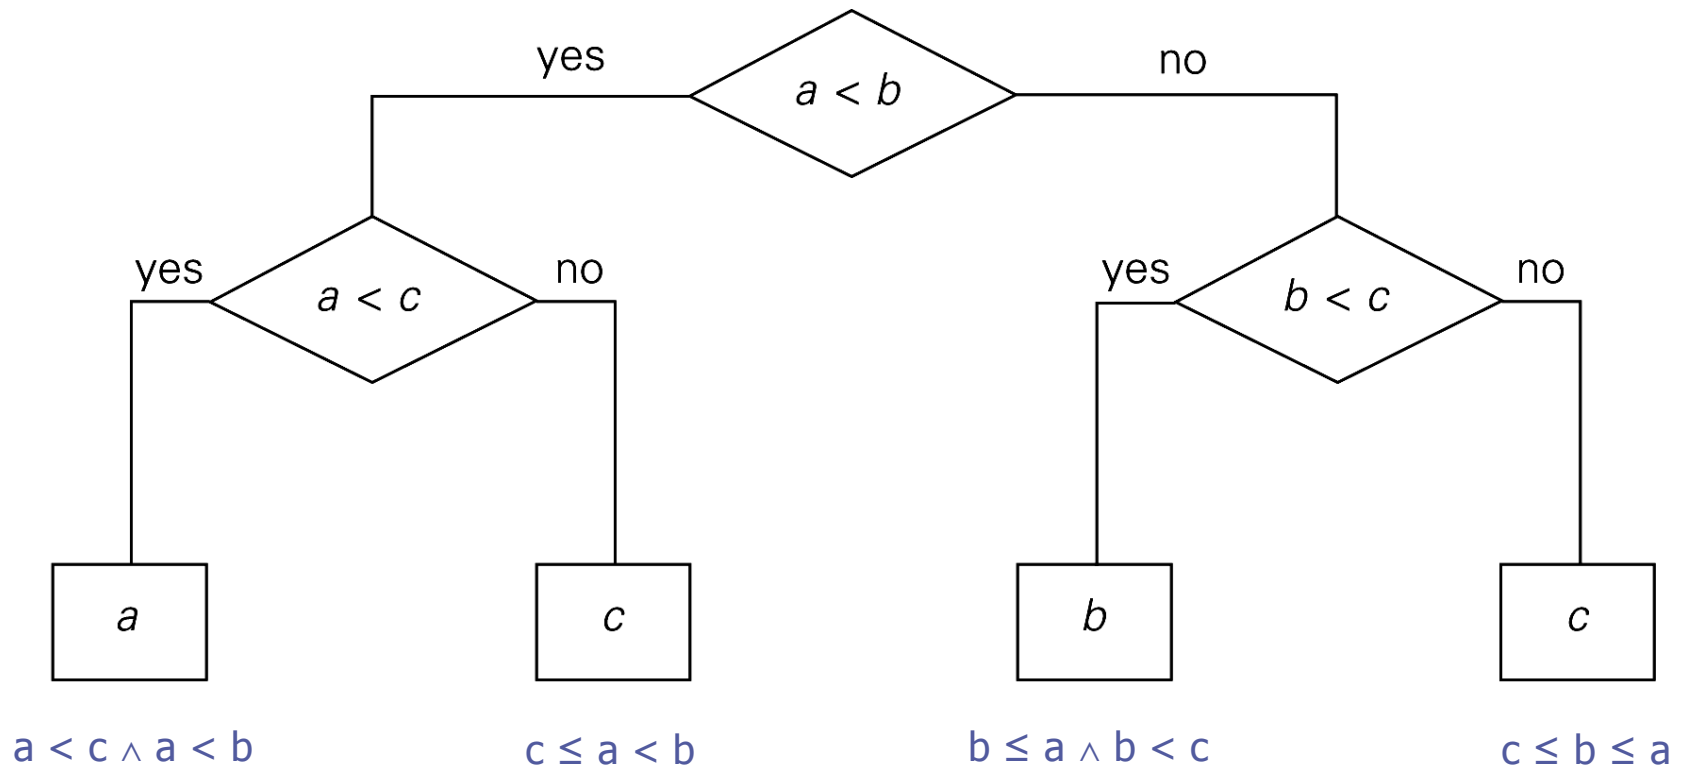 yes
a < b
no
yes
a < c
no
yes
b < c
no
a
c
b
c
a < c ∧ a < b
c ≤ a < b
b ≤ a ∧ b < c
c ≤ b ≤ a